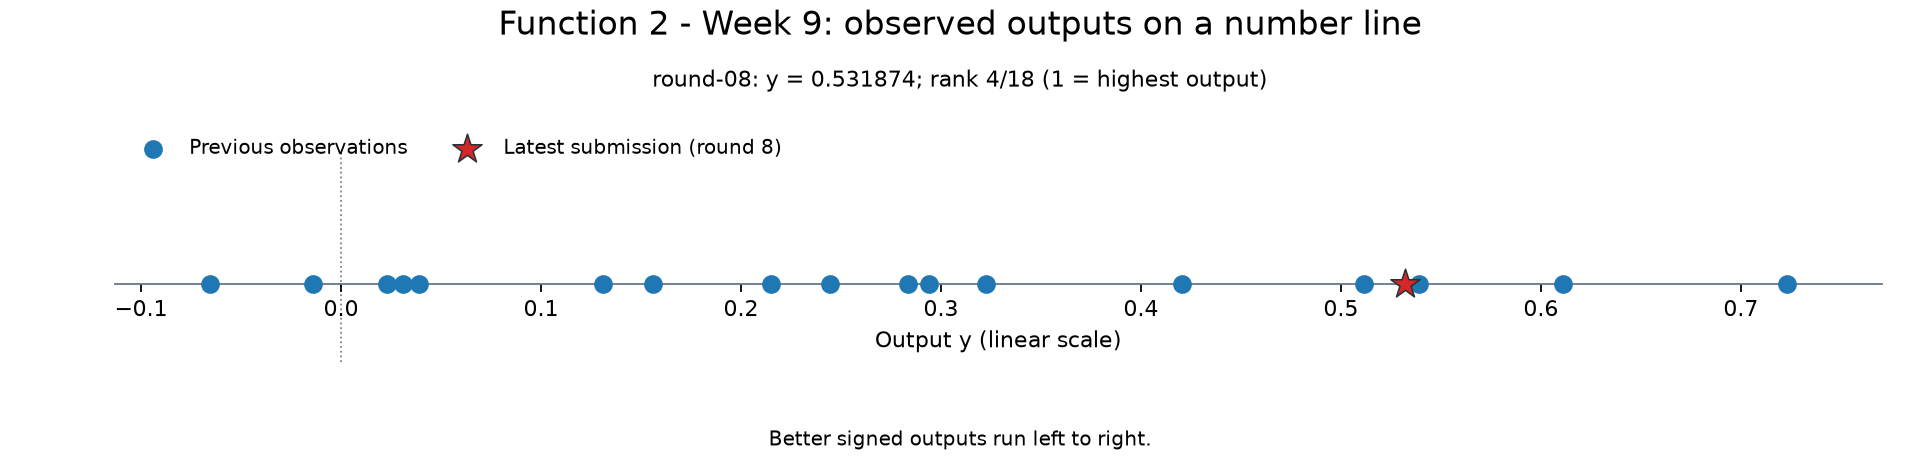 Function 2 - Week 9: observed outputs on a number line
round-08: y = 0.531874; rank 4/18 (1 = highest output)
Previous observations
Latest submission (round 8)
−0.1 0.0 0.1 0.2 0.3 0.4 0.5 0.6 0.7
Output y (linear scale)
Better signed outputs run left to right.